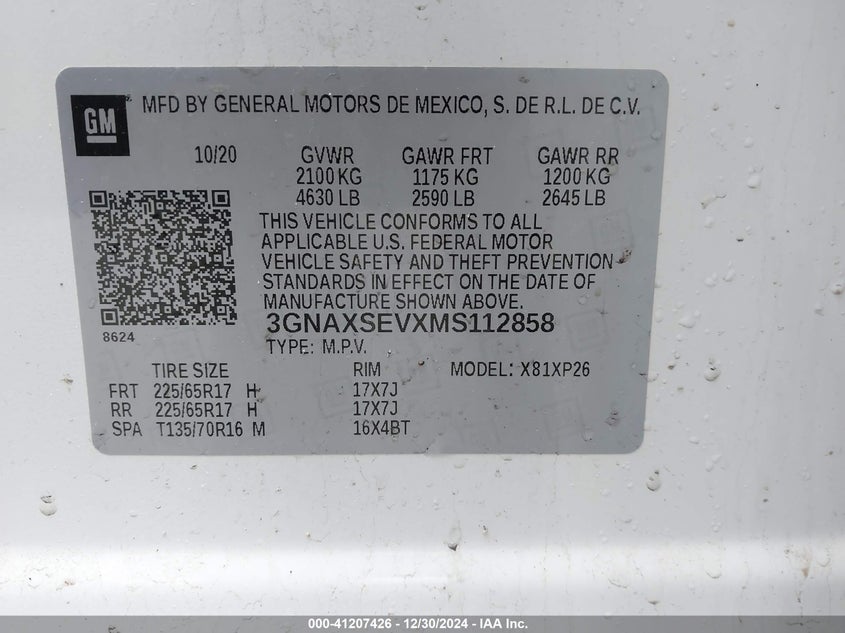 GM
MFD BY GENERAL MOTORS DE MEXICO, S. DE R.L. DE C.V.
10/20 GVWR GAWR FRT GAWR RR
2100 KG 1175 KG 1200 KG
4630 LB 2590 LB 2645 LB
THIS VEHICLE CONFORMS TO ALL
APPLICABLE U.S. FEDERAL MOTOR
VEHICLE SAFETY AND THEFT PREVENTION
STANDARDS IN EFFECT ON THE DATE OF
MANUFACTURE SHOWN ABOVE.
8624
3GNAXSEVXMS112858
TYPE: M.P.V.
TIRE SIZE RIM MODEL: X81XP26
FRT 225/65R17 H 17X7J
RR 225/65R17 H 17X7J
SPA T135/70R16 M 16X4BT
000-41207426 - 12/30/2024 - IAA Inc.